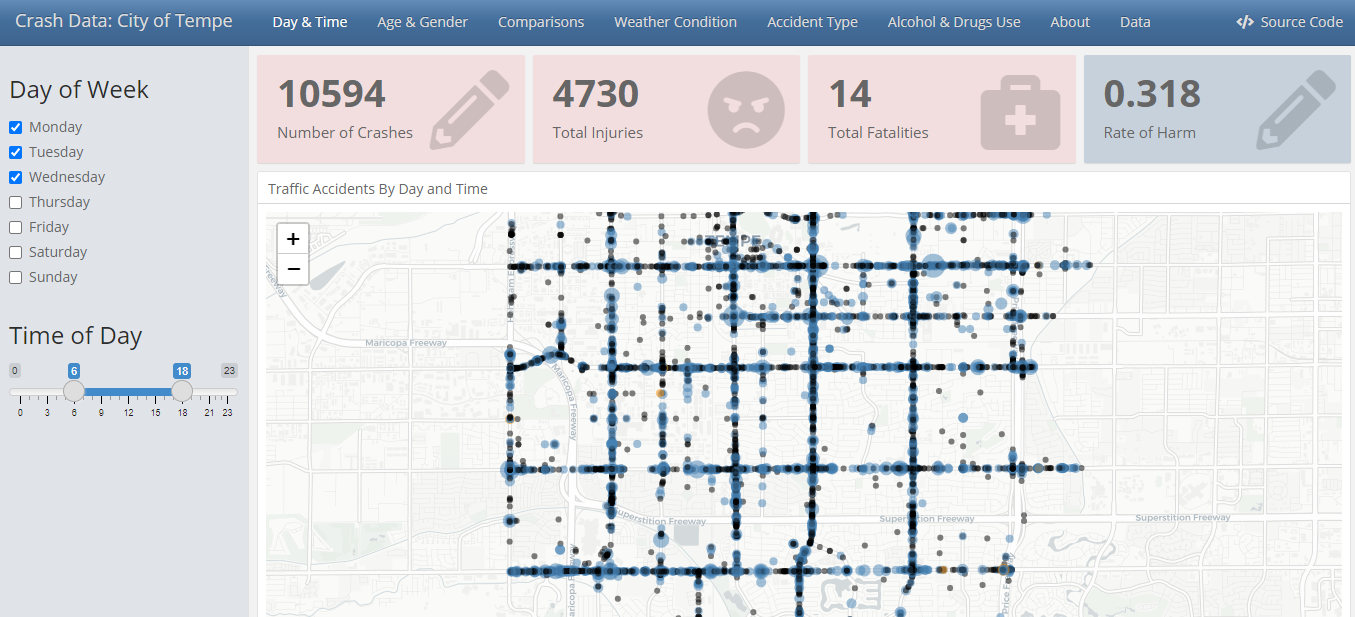 Crash Data: City of Tempe Day & Time Age & Gender Comparisons Weather Condition Accident Type Alcohol & Drugs Use About Data Source Code
Day of Week
Monday
Tuesday
Wednesday
Thursday
Friday
Saturday
Sunday
Time of Day
0 6 18 23
0 3 6 9 12 15 18 21 23
10594
Number of Crashes
4730
Total Injuries
14
Total Fatalities
0.318
Rate of Harm
Traffic Accidents By Day and Time
+
−
Maricopa Freeway
Maricopa Freeway
Superstition Freeway
Superstition Freeway
Superstition Freeway